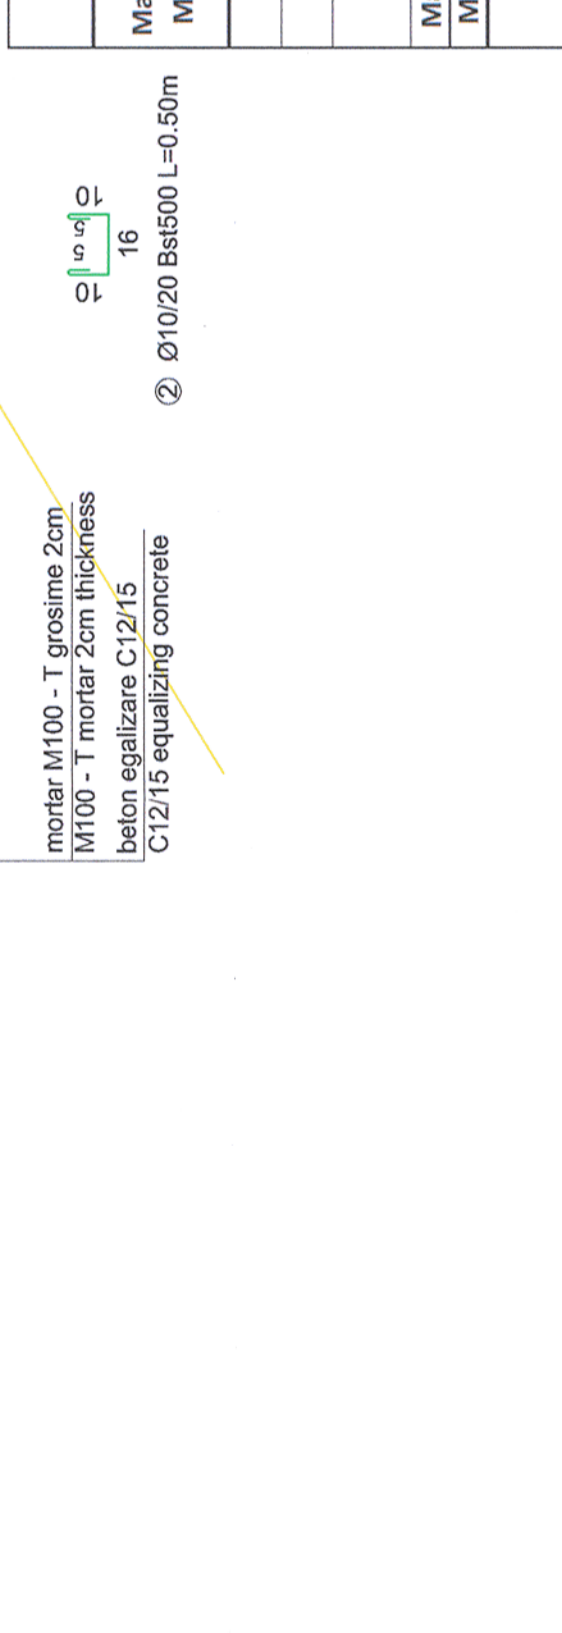 mortar M100 - T grosime 2cm
M100 - T mortar 2cm thickness
beton egalizare C12/15
C12/15 equalizing concrete
10 5 5 10
16
2 Ø10/20 Bst500 L=0.50m